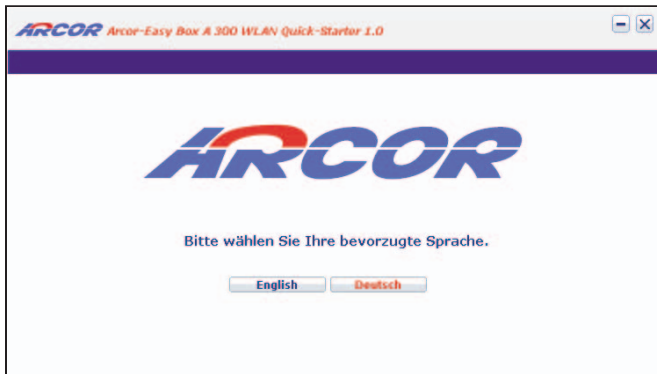 ARCOR Arcor-Easy Box A 300 WLAN Quick-Starter 1.0
ARCOR
Bitte wählen Sie Ihre bevorzugte Sprache.
English Deutsch